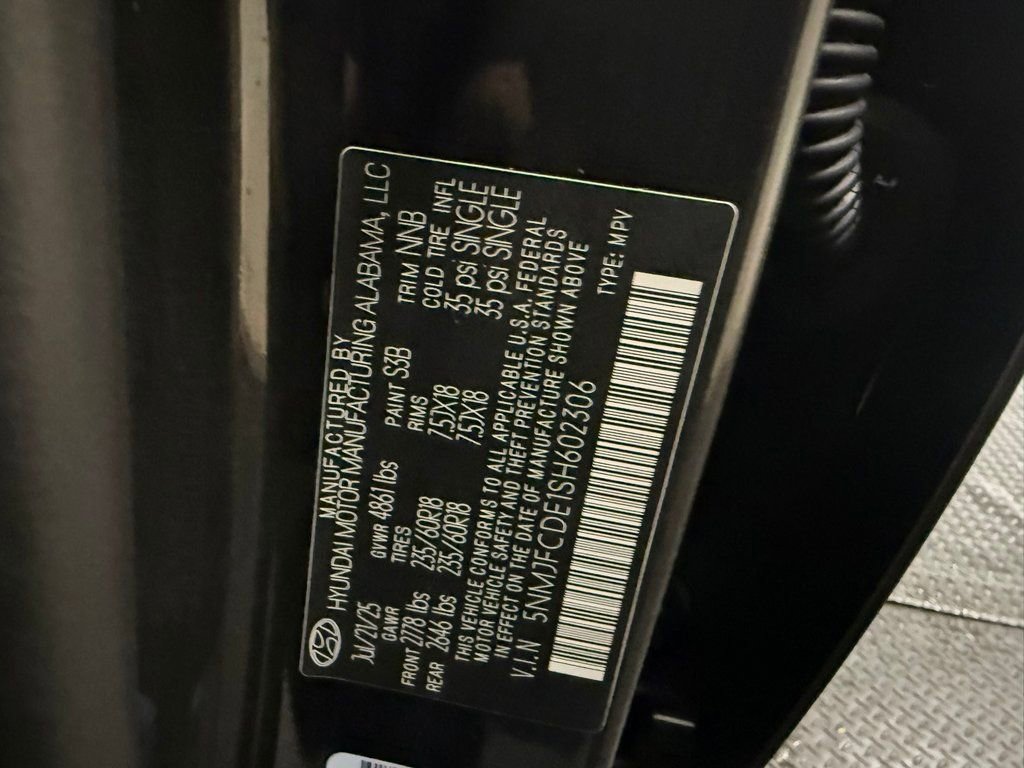 MANUFACTURED BY
HYUNDAI MOTOR MANUFACTURING ALABAMA, LLC
GVWR 4861 lbs PAINT S3B TRIM NNB
GAWR TIRES RIMS COLD TIRE INFL
FRONT 2778 lbs 235/60R18 7.5JX18 35 psi SINGLE
REAR 2646 lbs 235/60R18 7.5JX18 35 psi SINGLE
THIS VEHICLE CONFORMS TO ALL APPLICABLE U.S.A. FEDERAL
MOTOR VEHICLE SAFETY AND THEFT PREVENTION STANDARDS
IN EFFECT ON THE DATE OF MANUFACTURE SHOWN ABOVE
V.I.N 5NMJFCDE1SH602306 TYPE: MPV